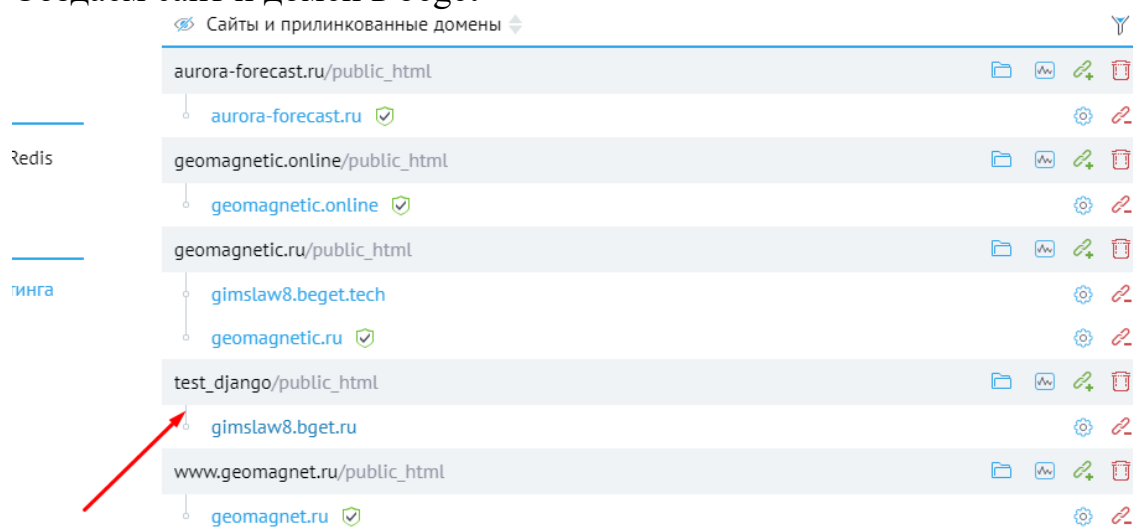 Сайты и прилинкованные домены
aurora-forecast.ru/public_html
aurora-forecast.ru
Redis
geomagnetic.online/public_html
geomagnetic.online
geomagnetic.ru/public_html
тинга
gimslaw8.beget.tech
geomagnetic.ru
test_django/public_html
gimslaw8.bget.ru
www.geomagnet.ru/public_html
geomagnet.ru